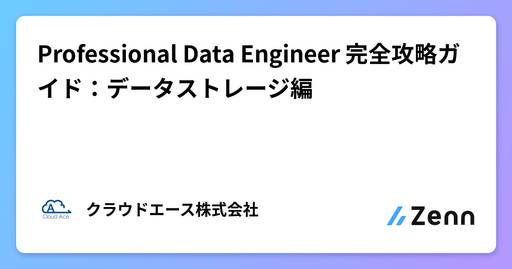 Professional Data Engineer 完全攻略ガ
イド：データストレージ編
Cloud Ace
クラウドエース株式会社
Zenn